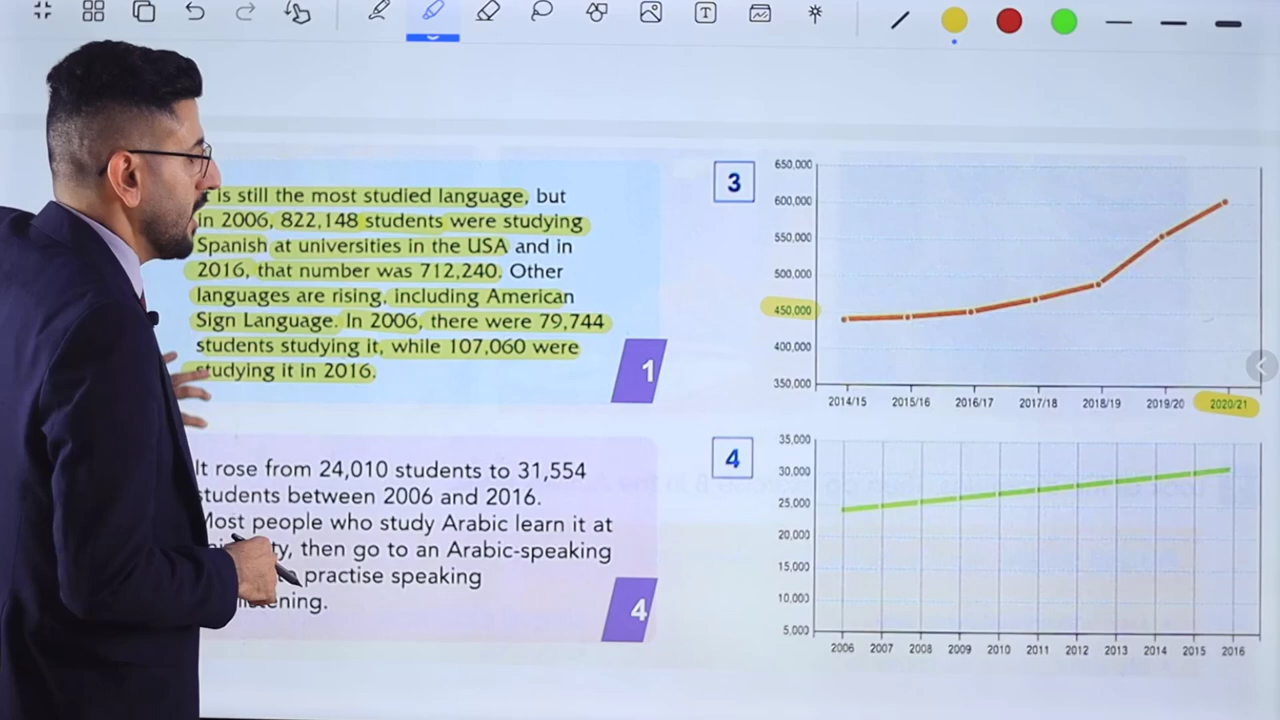 T
is still the most studied language, but
in 2006, 822,148 students were studying
Spanish at universities in the USA and in
2016, that number was 712,240. Other
languages are rising, including American
Sign Language. In 2006, there were 79,744
students studying it, while 107,060 were
studying it in 2016.
1
It rose from 24,010 students to 31,554
students between 2006 and 2016.
Most people who study Arabic learn it at
then go to an Arabic-speaking
practise speaking
4
3
650,000
600,000
550,000
500,000
450,000
400,000
350,000
2014/15 2015/16 2016/17 2017/18 2018/19 2019/20 2020/21
4
35,000
30,000
25,000
20,000
15,000
10,000
5,000
2006 2007 2008 2009 2010 2011 2012 2013 2014 2015 2016